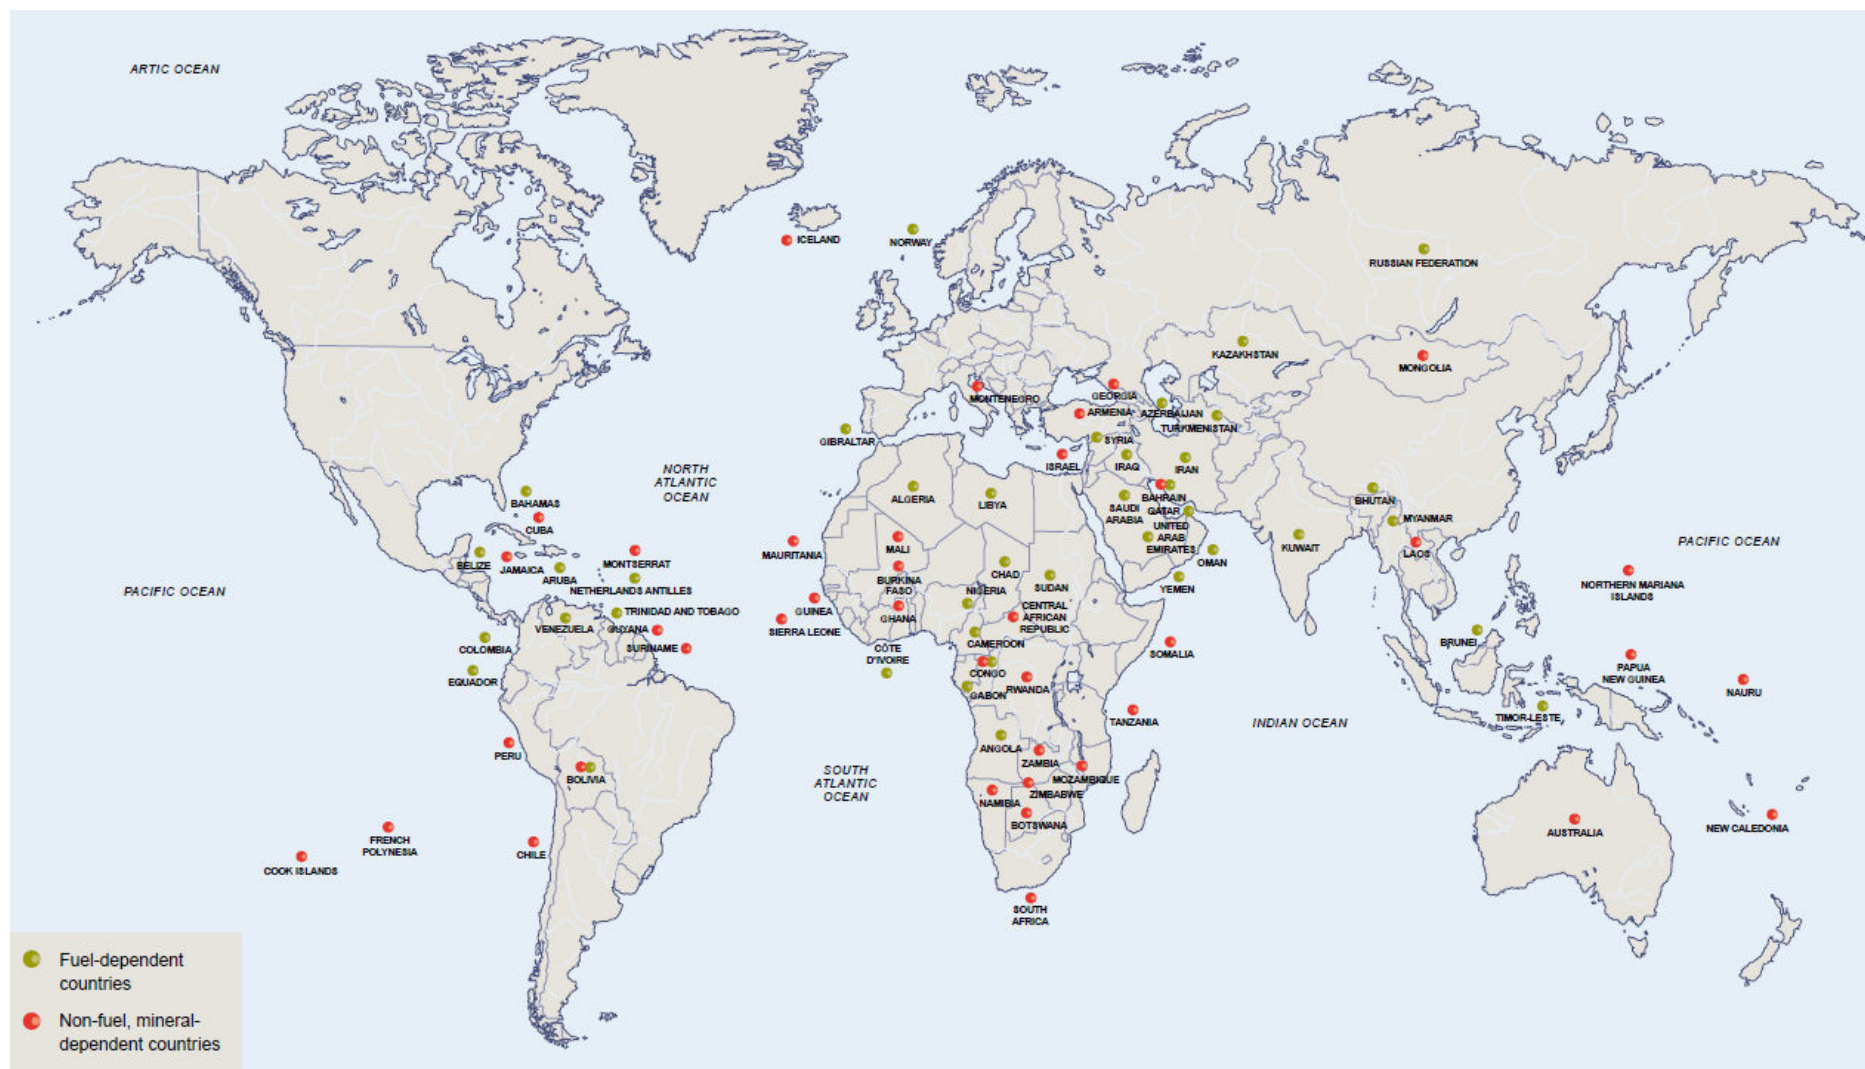 ARTIC OCEAN
ICELAND
NORWAY
RUSSIAN FEDERATION
KAZAKHSTAN
MONGOLIA
MONTENEGRO
GEORGIA
ARMENIA
AZERBAIJAN
TURKMENISTAN
GIBRALTAR
SYRIA
ISRAEL
IRAQ
IRAN
NORTH
ATLANTIC
OCEAN
BAHAMAS
CUBA
ALGERIA
LIBYA
BAHRAIN
SAUDI
ARABIA
QATAR
UNITED
ARAB
EMIRATES
BHUTAN
MYANMAR
KUWAIT
LAOS
PACIFIC OCEAN
OMAN
YEMEN
MAURITANIA
MALI
BURKINA
FASO
CHAD
SUDAN
NIGERIA
CENTRAL
AFRICAN
REPUBLIC
BELIZE
JAMAICA
ARUBA
MONTSERRAT
NETHERLANDS ANTILLES
TRINIDAD AND TOBAGO
PACIFIC OCEAN
VENEZUELA
GUYANA
SURINAME
COLOMBIA
EQUADOR
GUINEA
SIERRA LEONE
GHANA
CÔTE
D'IVOIRE
CAMEROON
CONGO
GABON
RWANDA
SOMALIA
TANZANIA
NORTHERN MARIANA
ISLANDS
BRUNEI
PAPUA
NEW GUINEA
NAURU
TIMOR-LESTE
INDIAN OCEAN
PERU
BOLIVIA
SOUTH
ATLANTIC
OCEAN
ANGOLA
ZAMBIA
MOZAMBIQUE
ZIMBABWE
NAMIBIA
BOTSWANA
AUSTRALIA
NEW CALEDONIA
FRENCH
POLYNESIA
COOK ISLANDS
CHILE
SOUTH
AFRICA
Fuel-dependent
countries
Non-fuel, mineral-
dependent countries